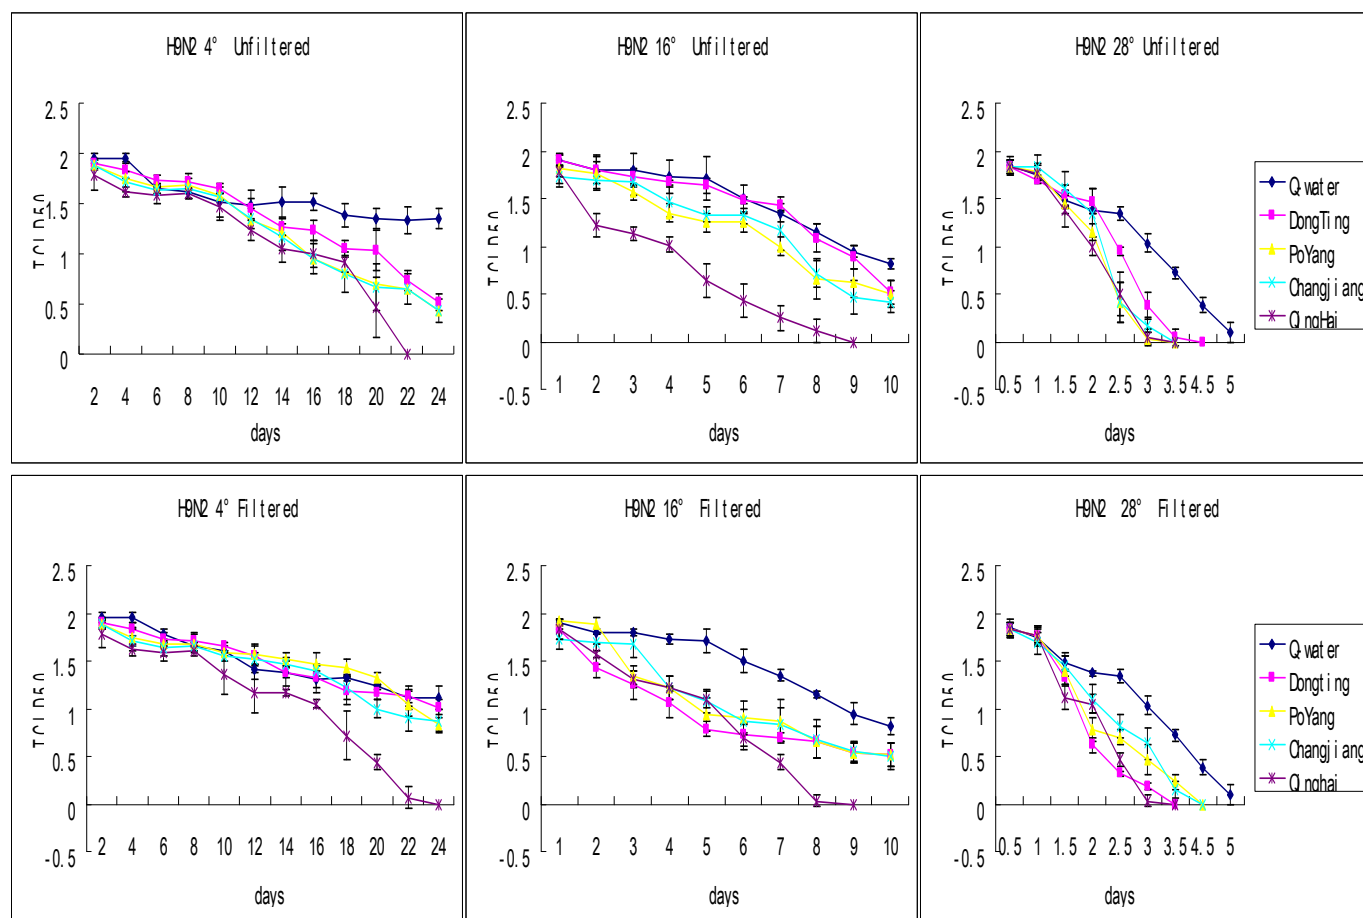 H9N2 4° Unfiltered
2.5
2
1.5
1
0.5
0
TCID50
2 4 6 8 10 12 14 16 18 20 22 24
days
H9N2 16° Unfiltered
2.5
2
1.5
1
0.5
0
-0.5
TCID50
1 2 3 4 5 6 7 8 9 10
days
H9N2 28° Unfiltered
2.5
2
1.5
1
0.5
0
-0.5
TCID50
0.5 1 1.5 2 2.5 3 3.5 4.5 5
days
Q-water
DongTing
PoYang
Changjiang
QingHai
H9N2 4° Filtered
2.5
2
1.5
1
0.5
0
-0.5
TCID50
2 4 6 8 10 12 14 16 18 20 22 24
days
H9N2 16° Filtered
2.5
2
1.5
1
0.5
0
-0.5
TCID50
1 2 3 4 5 6 7 8 9 10
days
H9N2 28° Filtered
2.5
2
1.5
1
0.5
0
-0.5
TCID50
0.5 1 1.5 2 2.5 3 3.5 4.5 5
days
Q-water
Dongting
PoYang
Changjiang
Qinghai